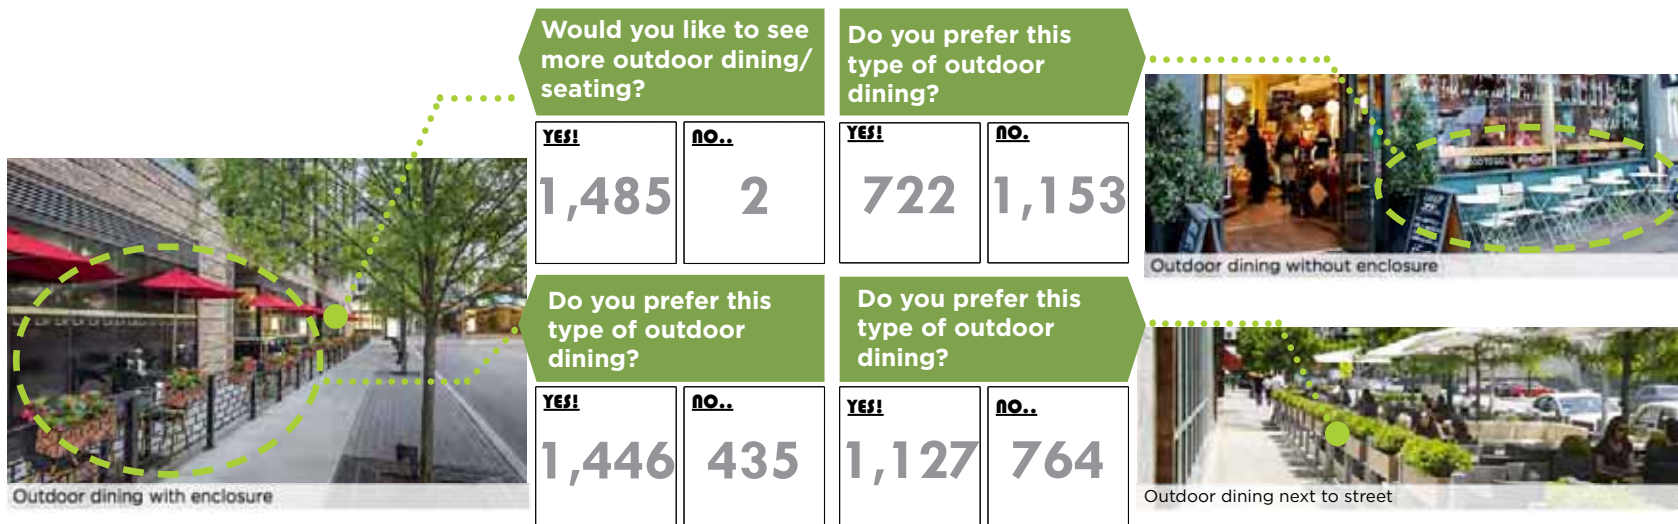 Would you like to see
more outdoor dining/
seating?
YES!
NO..
1,485
2
Do you prefer this
type of outdoor
dining?
YES!
NO.
722
1,153
Outdoor dining without enclosure
Do you prefer this
type of outdoor
dining?
YES!
NO..
1,446
435
Outdoor dining with enclosure
Do you prefer this
type of outdoor
dining?
YES!
NO..
1,127
764
Outdoor dining next to street